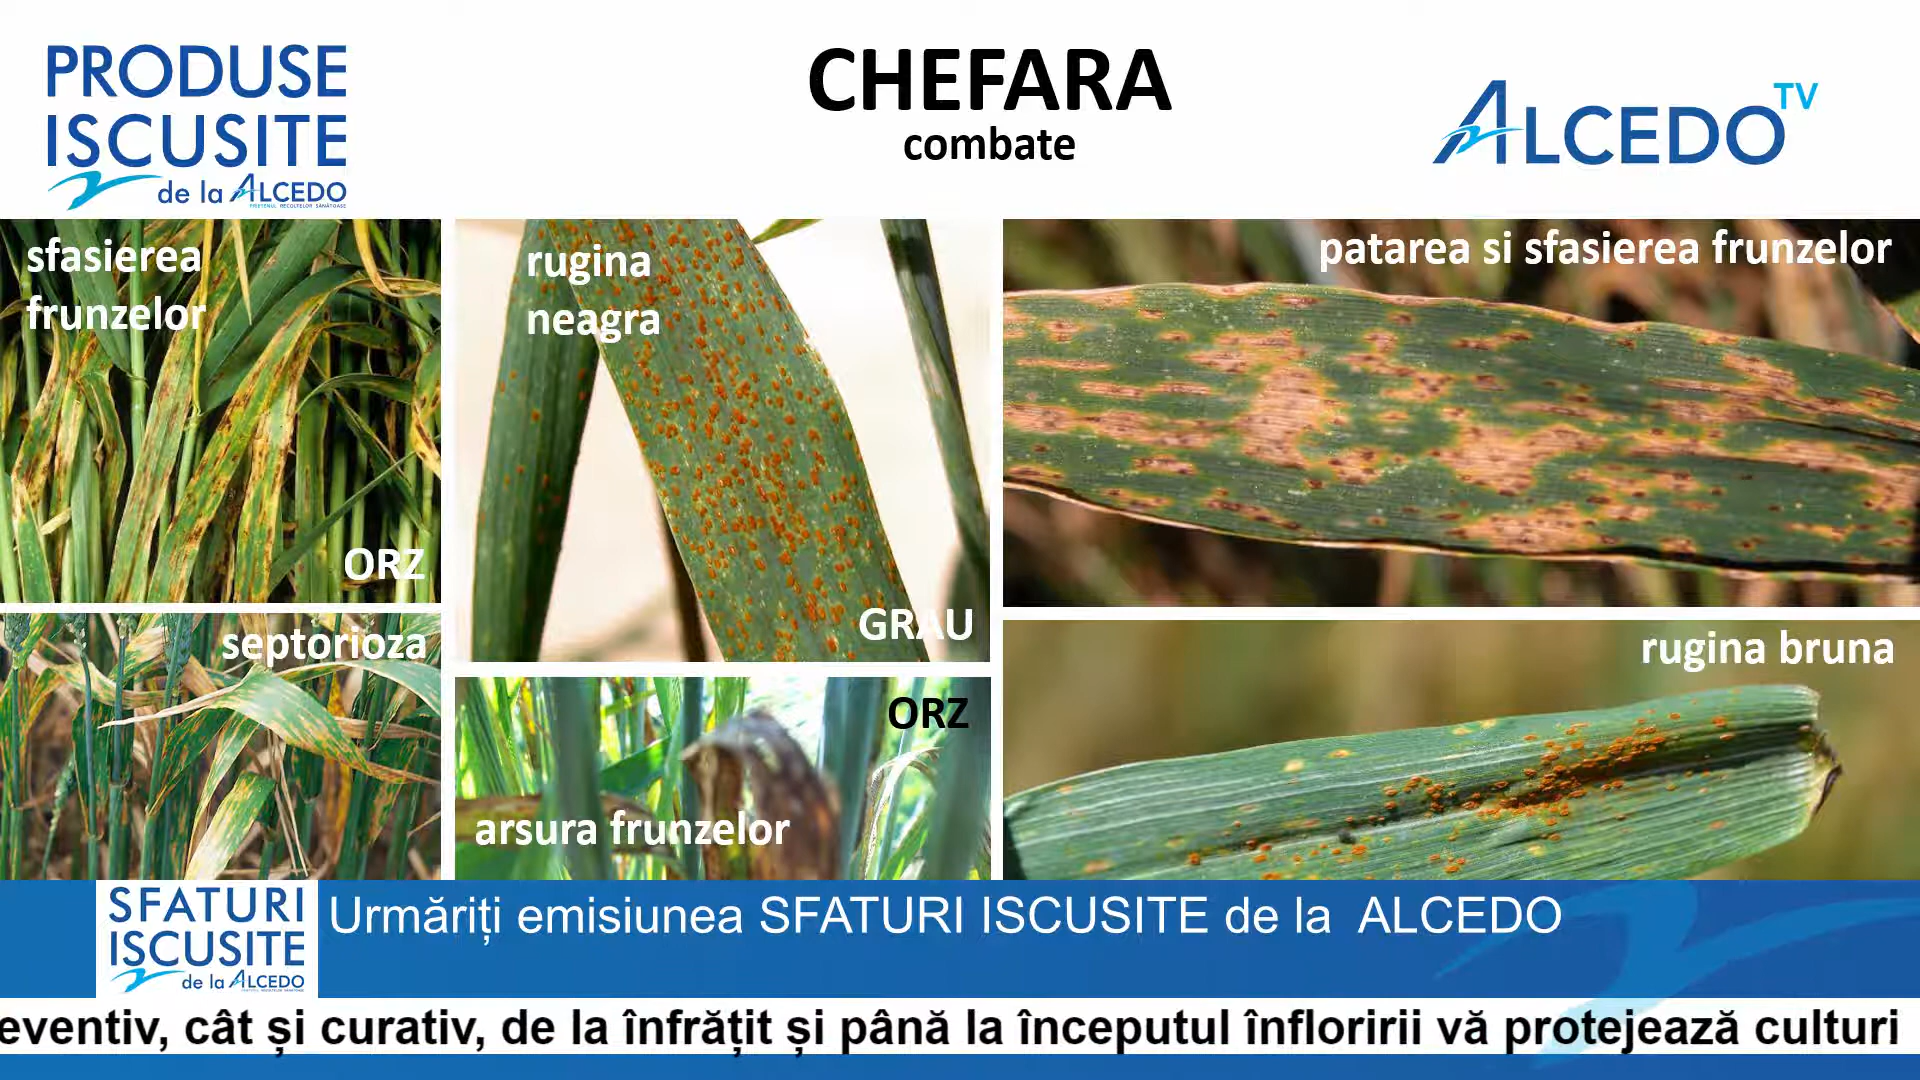 PRODUSE
ISCUSITE
de la ALCEDO
CHEFARA
combate
ALCEDO TV
sfasierea
frunzelor
ORZ
rugina
neagra
GRAU
patarea si sfasierea frunzelor
septorioza
ORZ
arsura frunzelor
rugina bruna
SFATURI
ISCUSITE
de la ALCEDO
Urmăriți emisiunea SFATURI ISCUSITE de la  ALCEDO
eventiv, cât și curativ, de la înfrățit și până la începutul înfloririi vă protejează culturi